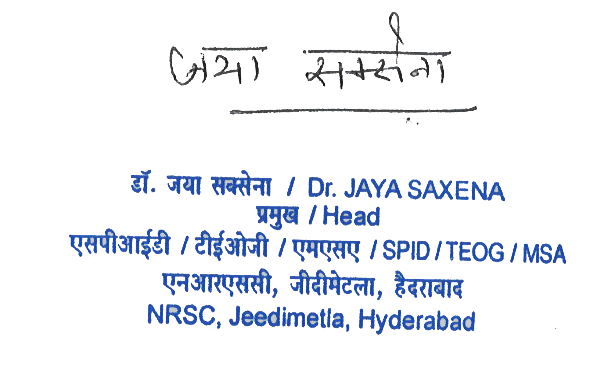 जया सक्सेना
डॉ. जया सक्सेना / Dr. JAYA SAXENA
प्रमुख / Head
एसपीआईडी / टीईओजी / एमएसए / SPID / TEOG / MSA
एनआरएससी, जीदीमेटला, हैदराबाद
NRSC, Jeedimetla, Hyderabad